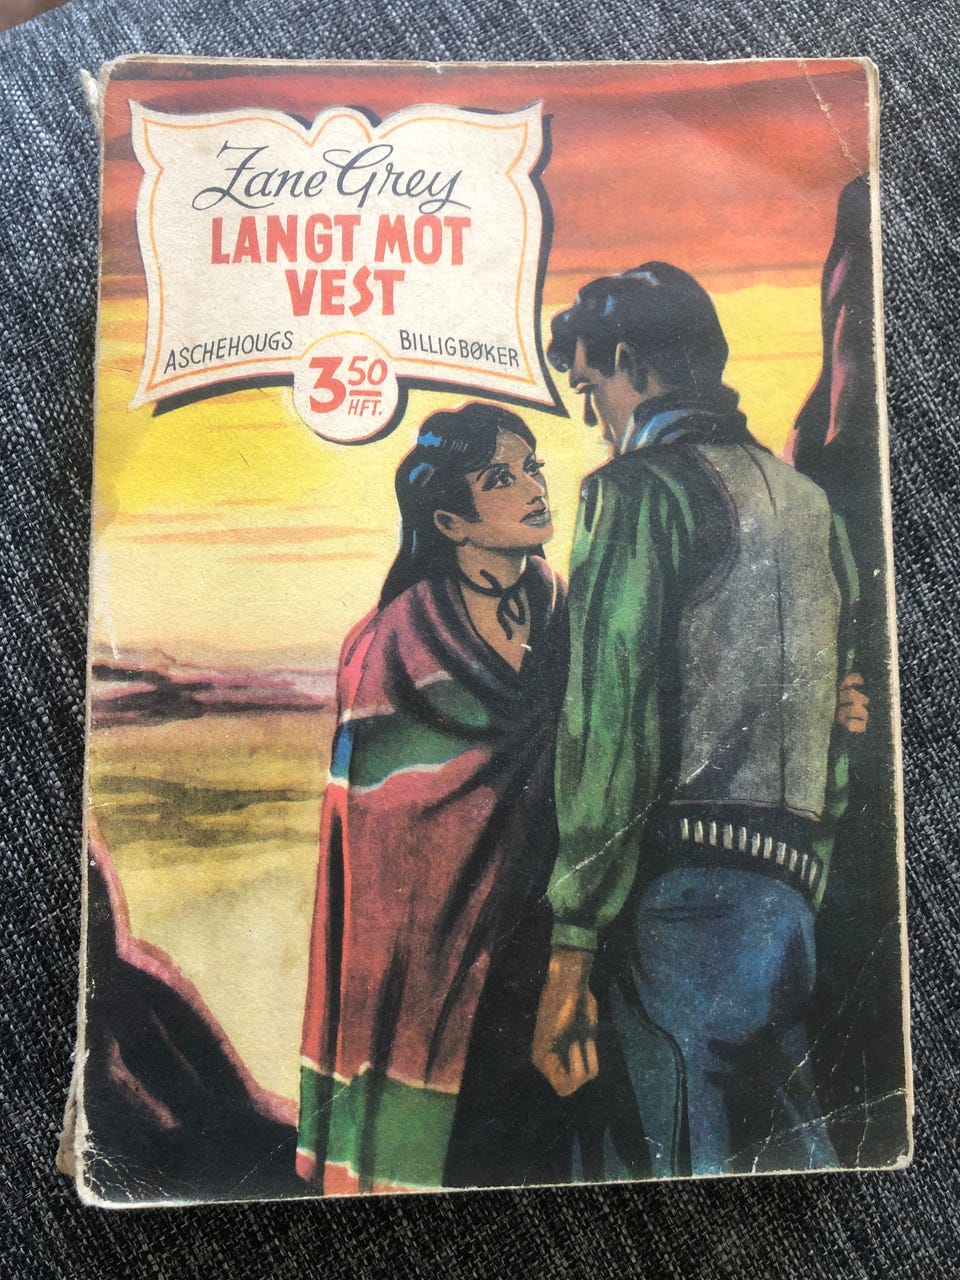 Zane Grey
LANGT MOT
VEST
ASCHEHOUGS BILLIGBØKER
3 50
HFT.